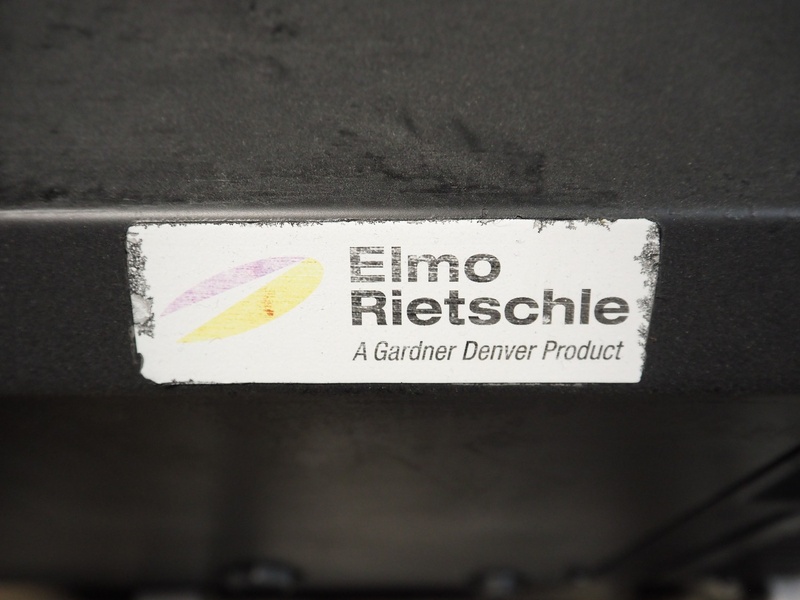 Elmo
Rietschle
A Gardner Denver Product